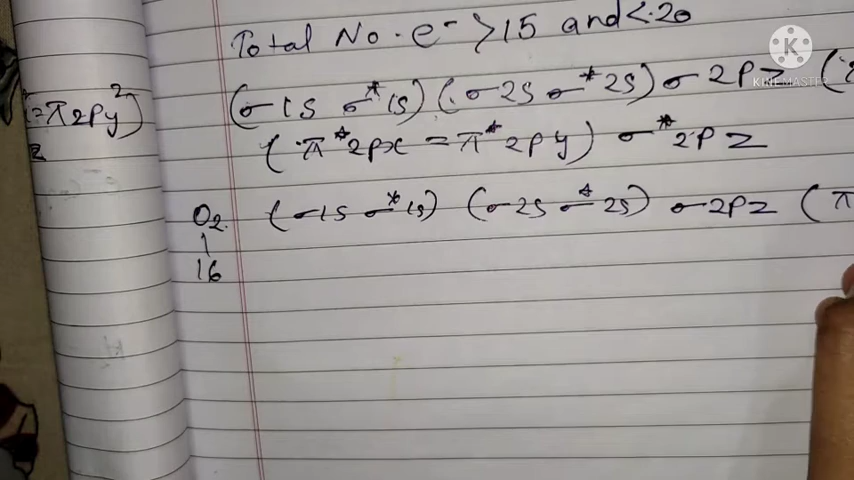 Total No. e⁻ >15 and <20
(σ1s σ*1s) (σ2s σ*2s) σ2pz (
(π*2px = π*2py) σ*2pz
O₂ (σ1s σ*1s) (σ2s σ*2s) σ2pz (π
16
=π2py²)
KINEMASTER